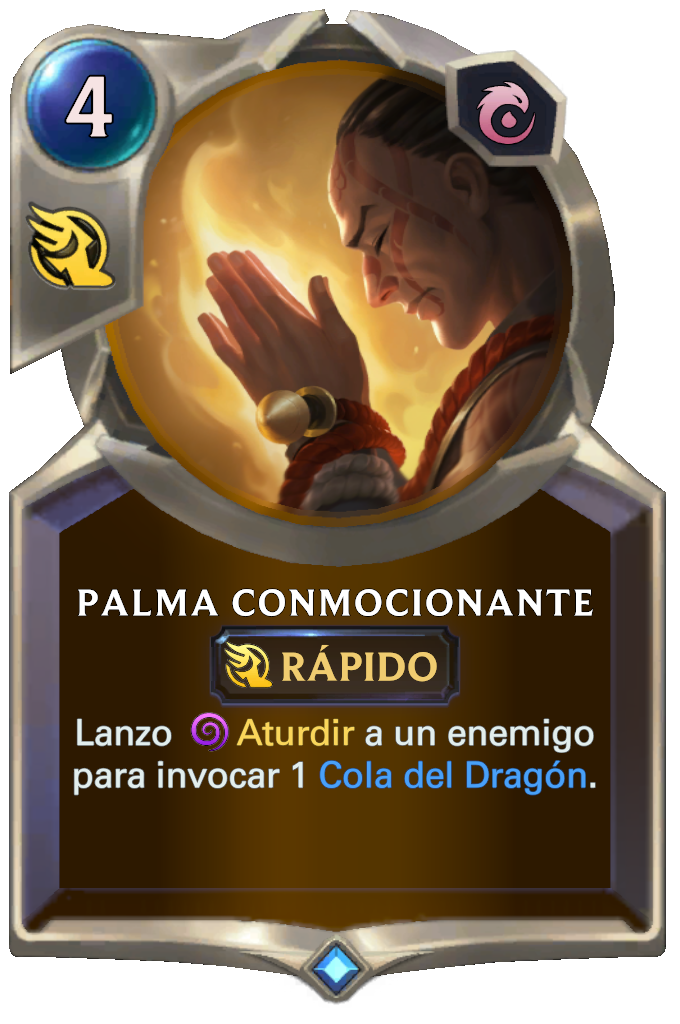 4
PALMA CONMOCIONANTE
RÁPIDO
Lanzo Aturdir a un enemigo
para invocar 1 Cola del Dragón.